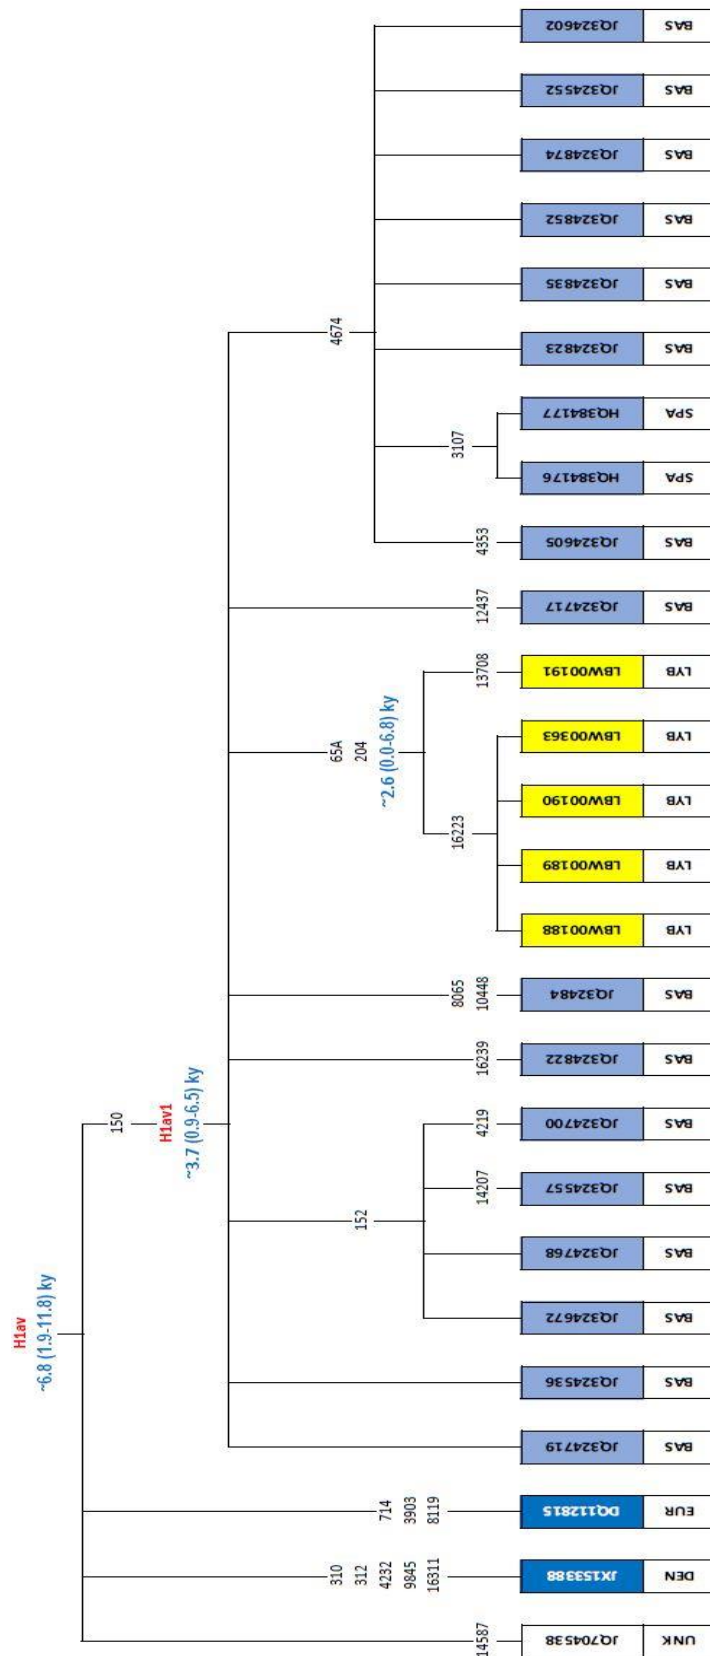 H1av
~6.8 (1.9-11.8) ky
150
H1av1
~3.7 (0.9-6.5) ky
4674
3107
4353
12437
65A
204
~2.6 (0.0-6.8) ky
13708
16223
8065
10448
16239
152
4219
14207
714
3903
8119
310
312
4232
9845
16311
14587
JQ324602 BAS
JQ324552 BAS
JQ324874 BAS
JQ324852 BAS
JQ324835 BAS
JQ324823 BAS
HQ384177 SPA
HQ384176 SPA
JQ324605 BAS
JQ324717 BAS
LBW00191 LYB
LBW00363 LYB
LBW00190 LYB
LBW00189 LYB
LBW00188 LYB
JQ32484 BAS
JQ324822 BAS
JQ324700 BAS
JQ324557 BAS
JQ324768 BAS
JQ324672 BAS
JQ324536 BAS
JQ324719 BAS
DQ112815 EUR
JX153388 DEN
JQ704538 UNK